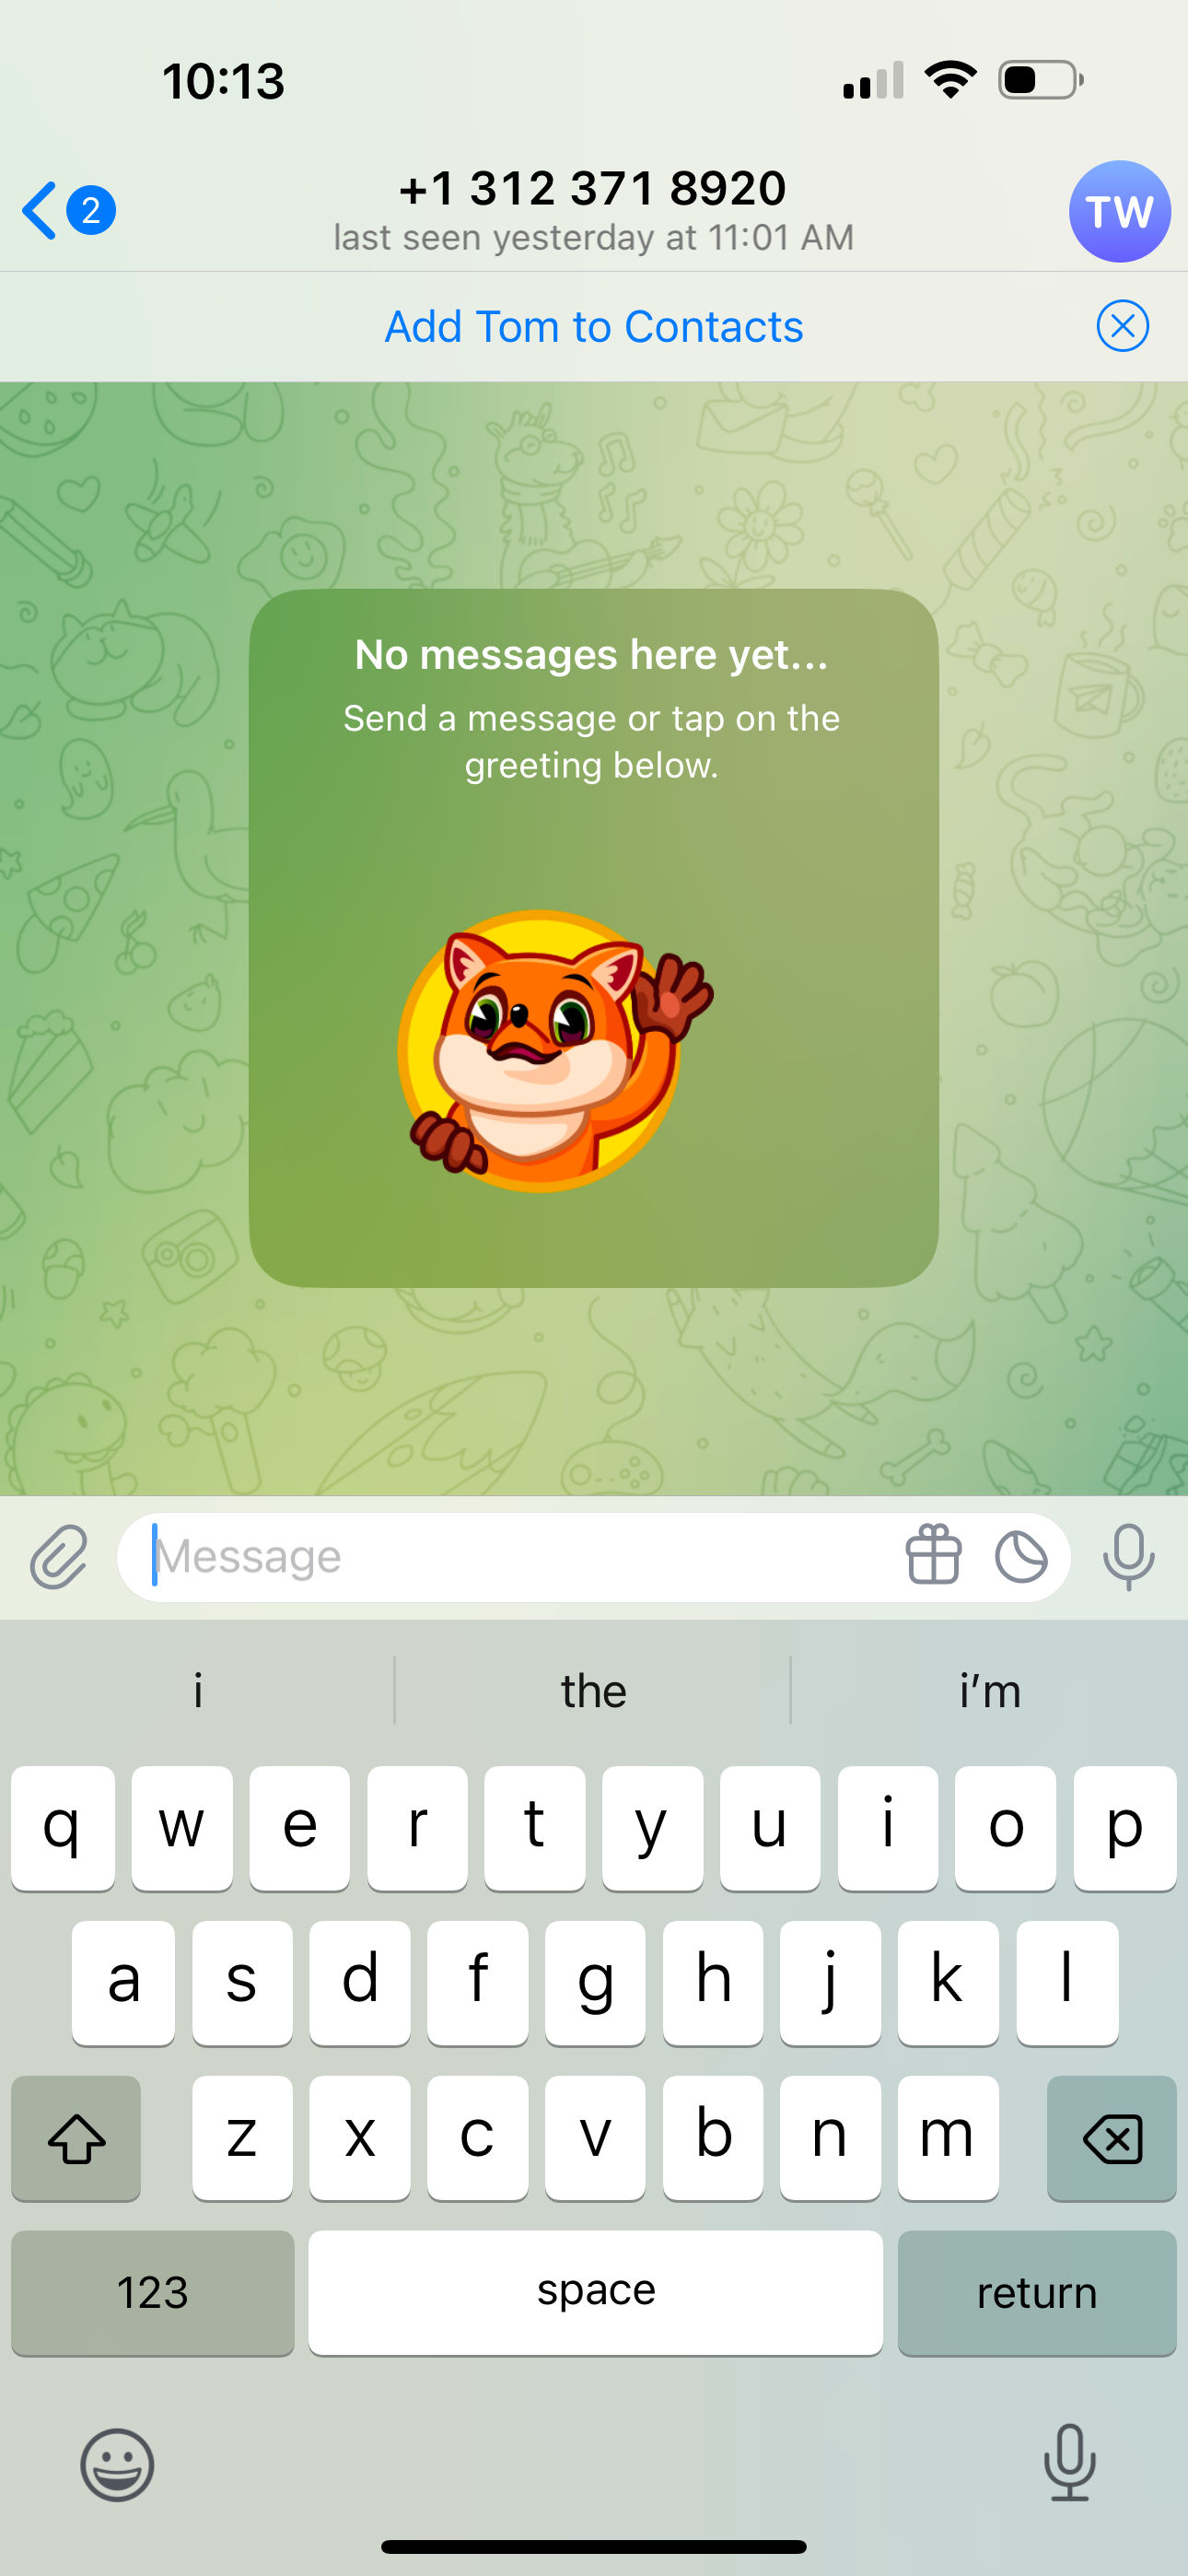 10:13
2
+1 312 371 8920
last seen yesterday at 11:01 AM
TW
Add Tom to Contacts
No messages here yet...
Send a message or tap on the
greeting below.
Message
i the i’m
q w e r t y u i o p
a s d f g h j k l
z x c v b n m
123 space return